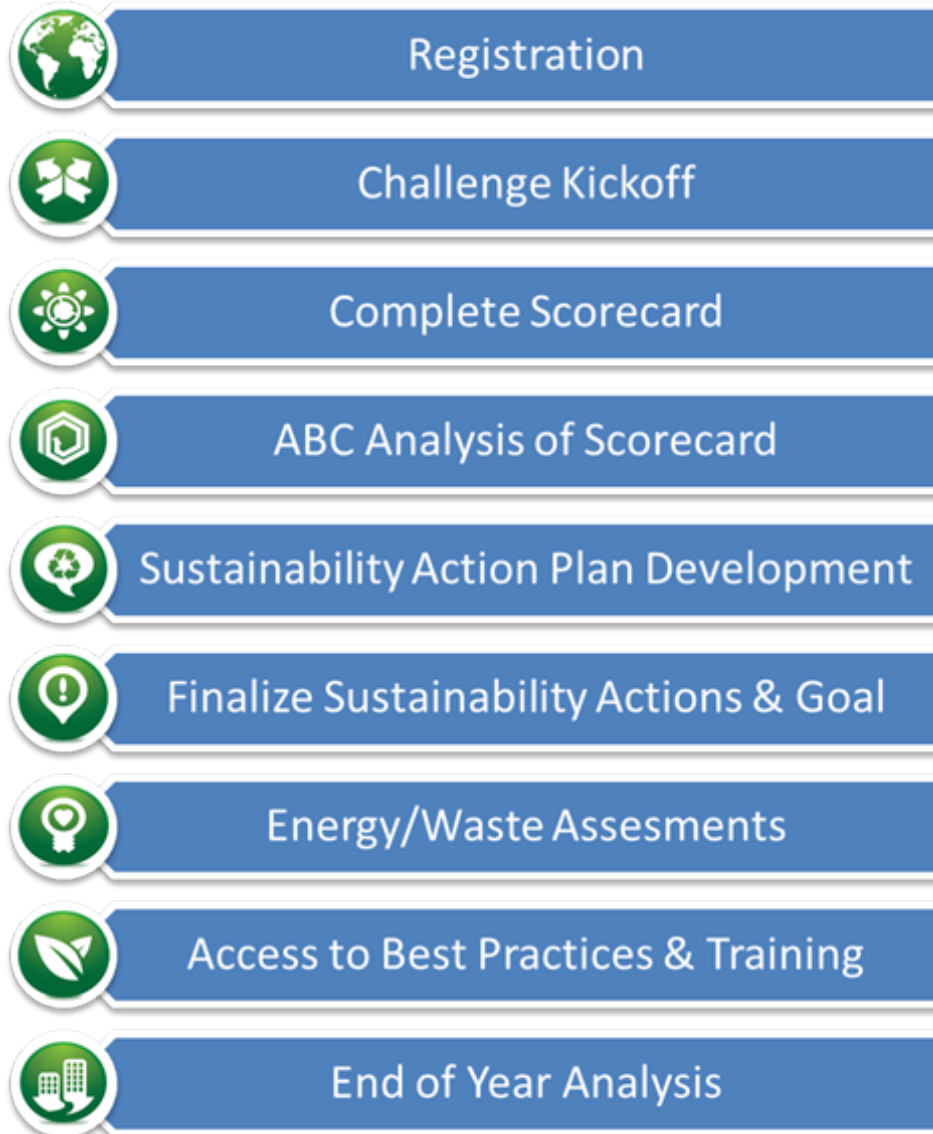 Registration
Challenge Kickoff
Complete Scorecard
ABC Analysis of Scorecard
Sustainability Action Plan Development
Finalize Sustainability Actions & Goal
Energy/Waste Assesments
Access to Best Practices & Training
End of Year Analysis